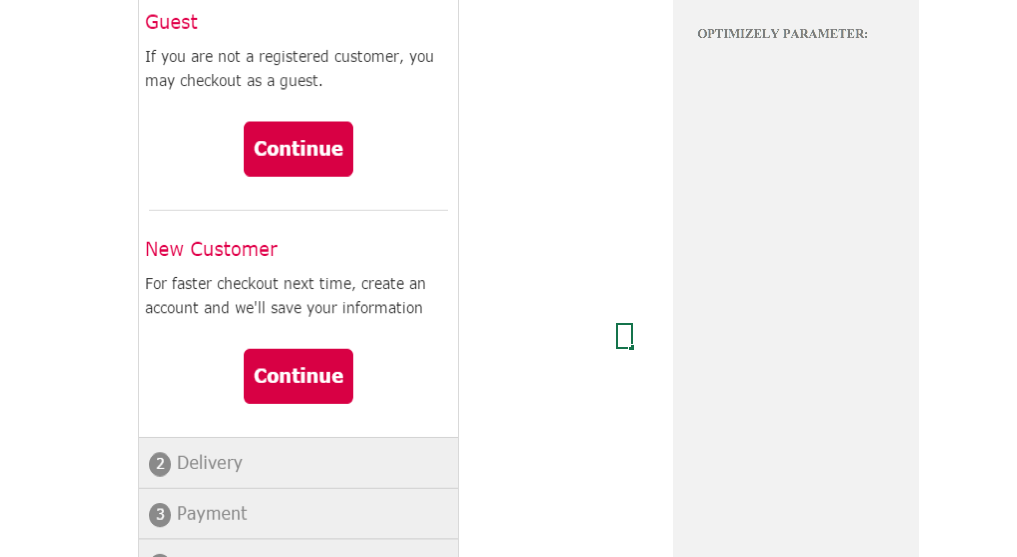 Guest
If you are not a registered customer, you
may checkout as a guest.
Continue
New Customer
For faster checkout next time, create an
account and we'll save your information
Continue
2 Delivery
3 Payment
OPTIMIZELY PARAMETER: